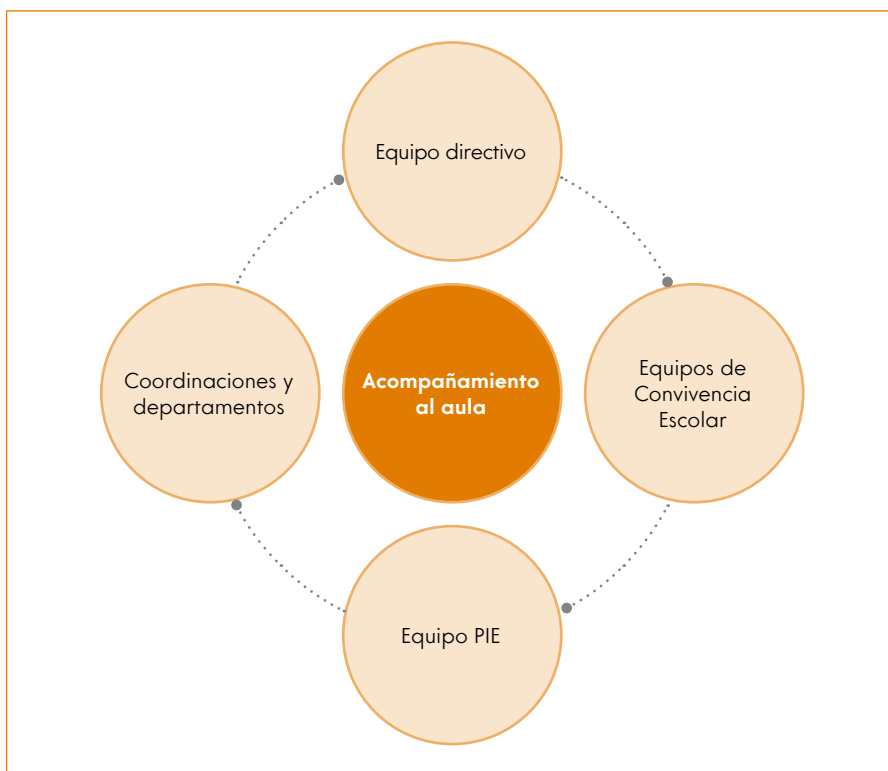 Equipo directivo
Coordinaciones y
departamentos
Acompañamiento
al aula
Equipos de
Convivencia
Escolar
Equipo PIE